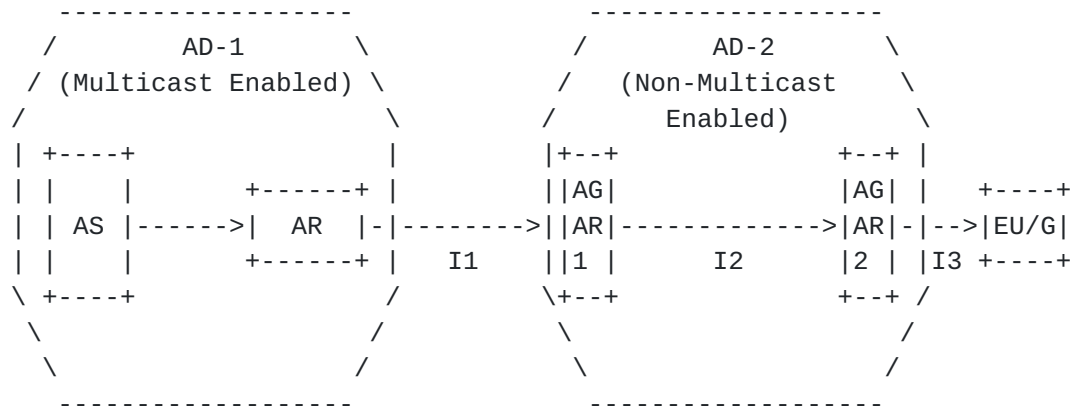 AD-1 AD-2
(Multicast Enabled) (Non-Multicast
Enabled)
AG AG
AS AR AR AR EU/G
I1 1 I2 2 I3